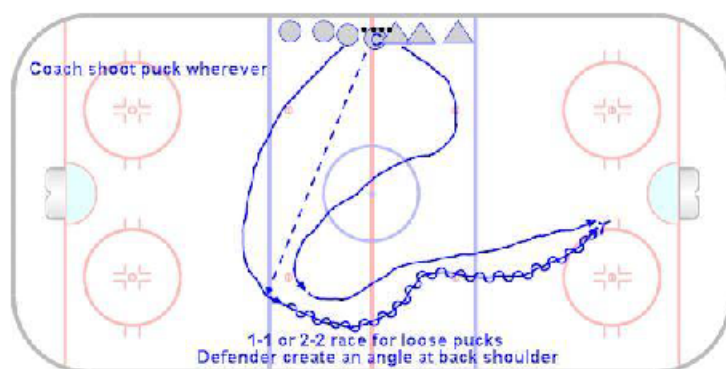 C
Coach shoot puck wherever
1-1 or 2-2 race for loose pucks
Defender create an angle at back shoulder